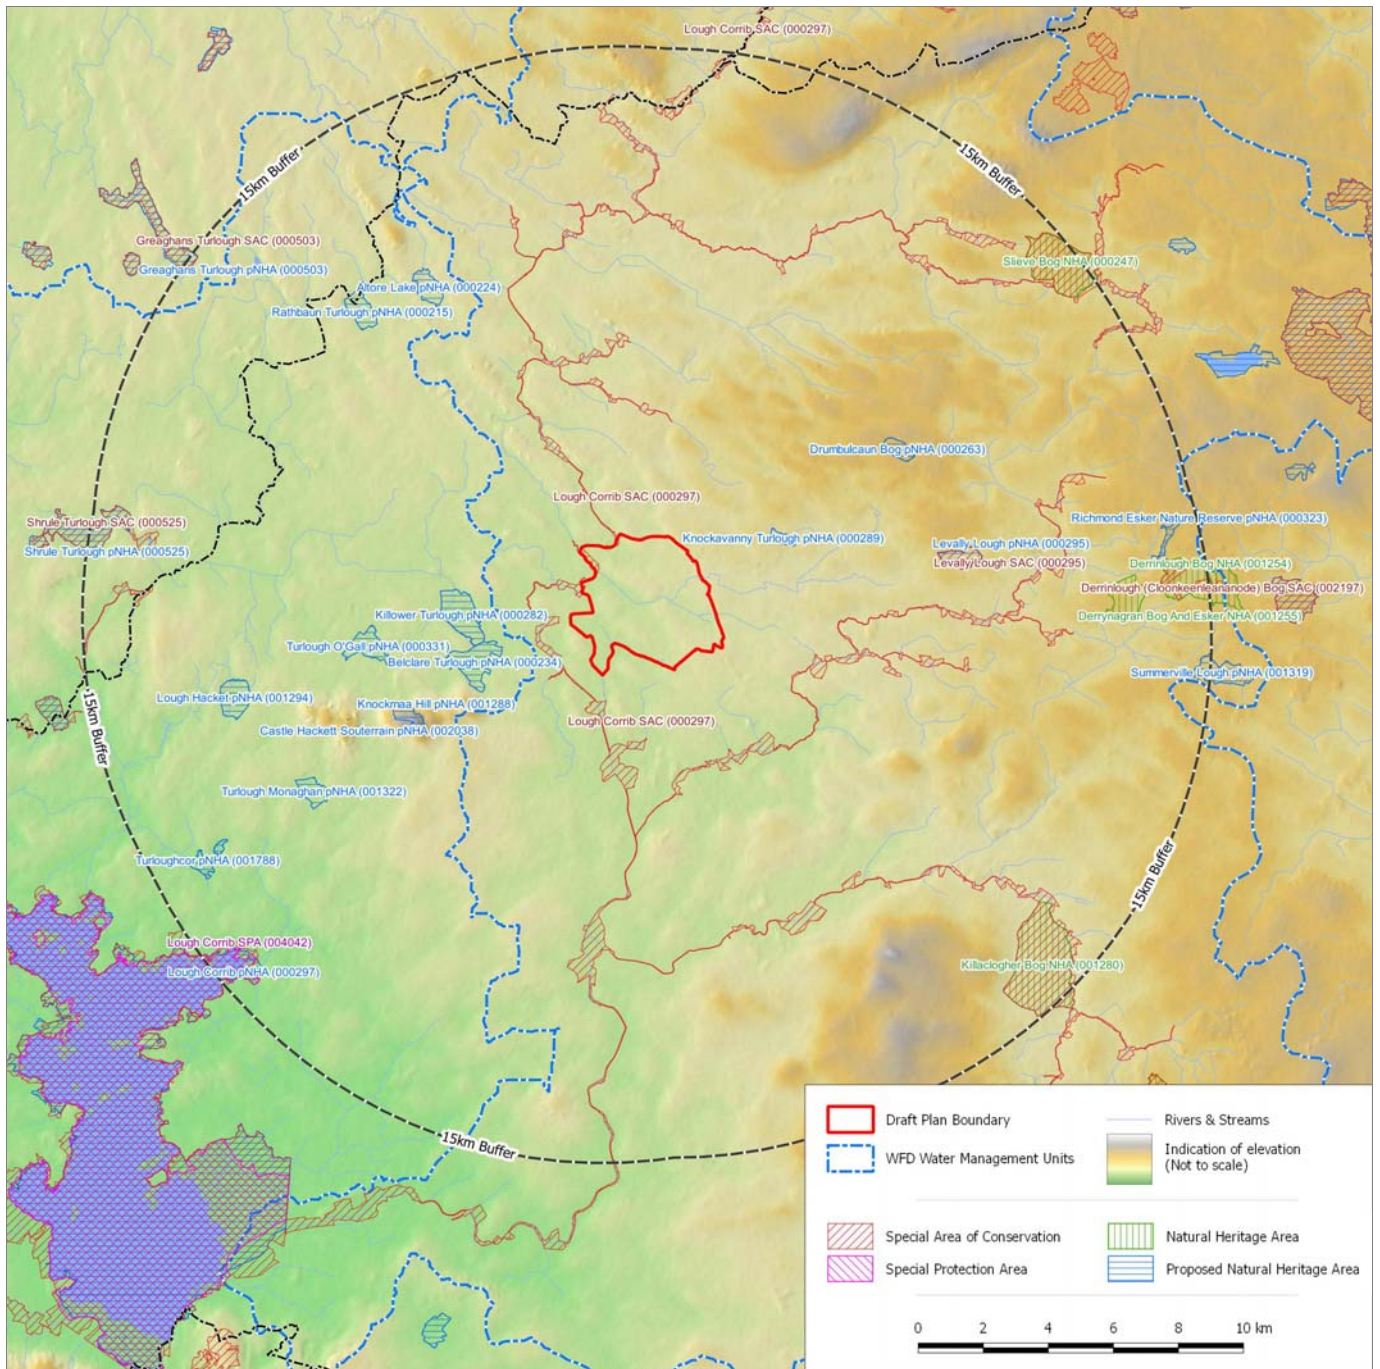 Lough Corrib SAC (000297)
15km Buffer
15km Buffer
Greaghans Turlough SAC (000503)
Greaghans Turlough pNHA (000503)
Slieve Bog NHA (000247)
Altore Lake pNHA (000224)
Rathbaun Turlough pNHA (000215)
Drumbulcaun Bog pNHA (000263)
Lough Corrib SAC (000297)
Shrule Turlough SAC (000525)
Richmond Esker Nature Reserve pNHA (000323)
Knockavanny Turlough pNHA (000289)
Levally Lough pNHA (000295)
Shrule Turlough pNHA (000525)
Levally Lough SAC (000295)
Derrinlough Bog NHA (001254)
Derrinlough (Cloonkeenleananode) Bog SAC (002197)
Killower Turlough pNHA (000282)
Derrynagran Bog And Esker NHA (001255)
Turlough O'Gall pNHA (000331)
Belclare Turlough pNHA (000234)
Summerville Lough pNHA (001319)
Lough Hacket pNHA (001294)
Knockmaa Hill pNHA (001288)
Lough Corrib SAC (000297)
Castle Hackett Souterrain pNHA (002038)
15km Buffer
Turlough Monaghan pNHA (001322)
Turloughcor pNHA (001788)
15km Buffer
Lough Corrib SPA (004042)
Lough Corrib pNHA (000297)
Killaclogher Bog NHA (001280)
15km Buffer
Draft Plan Boundary
WFD Water Management Units
Rivers & Streams
Indication of elevation
(Not to scale)
Special Area of Conservation
Special Protection Area
Natural Heritage Area
Proposed Natural Heritage Area
0 2 4 6 8 10 km